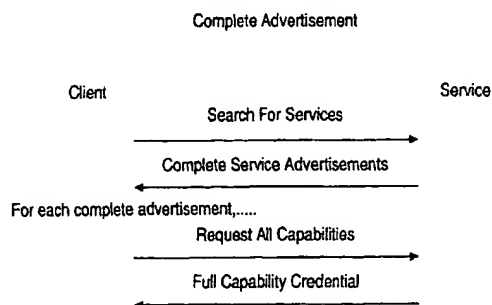 Complete Advertisement
Client
Service
Search For Services
Complete Service Advertisements
For each complete advertisement,.....
Request All Capabilities
Full Capability Credential